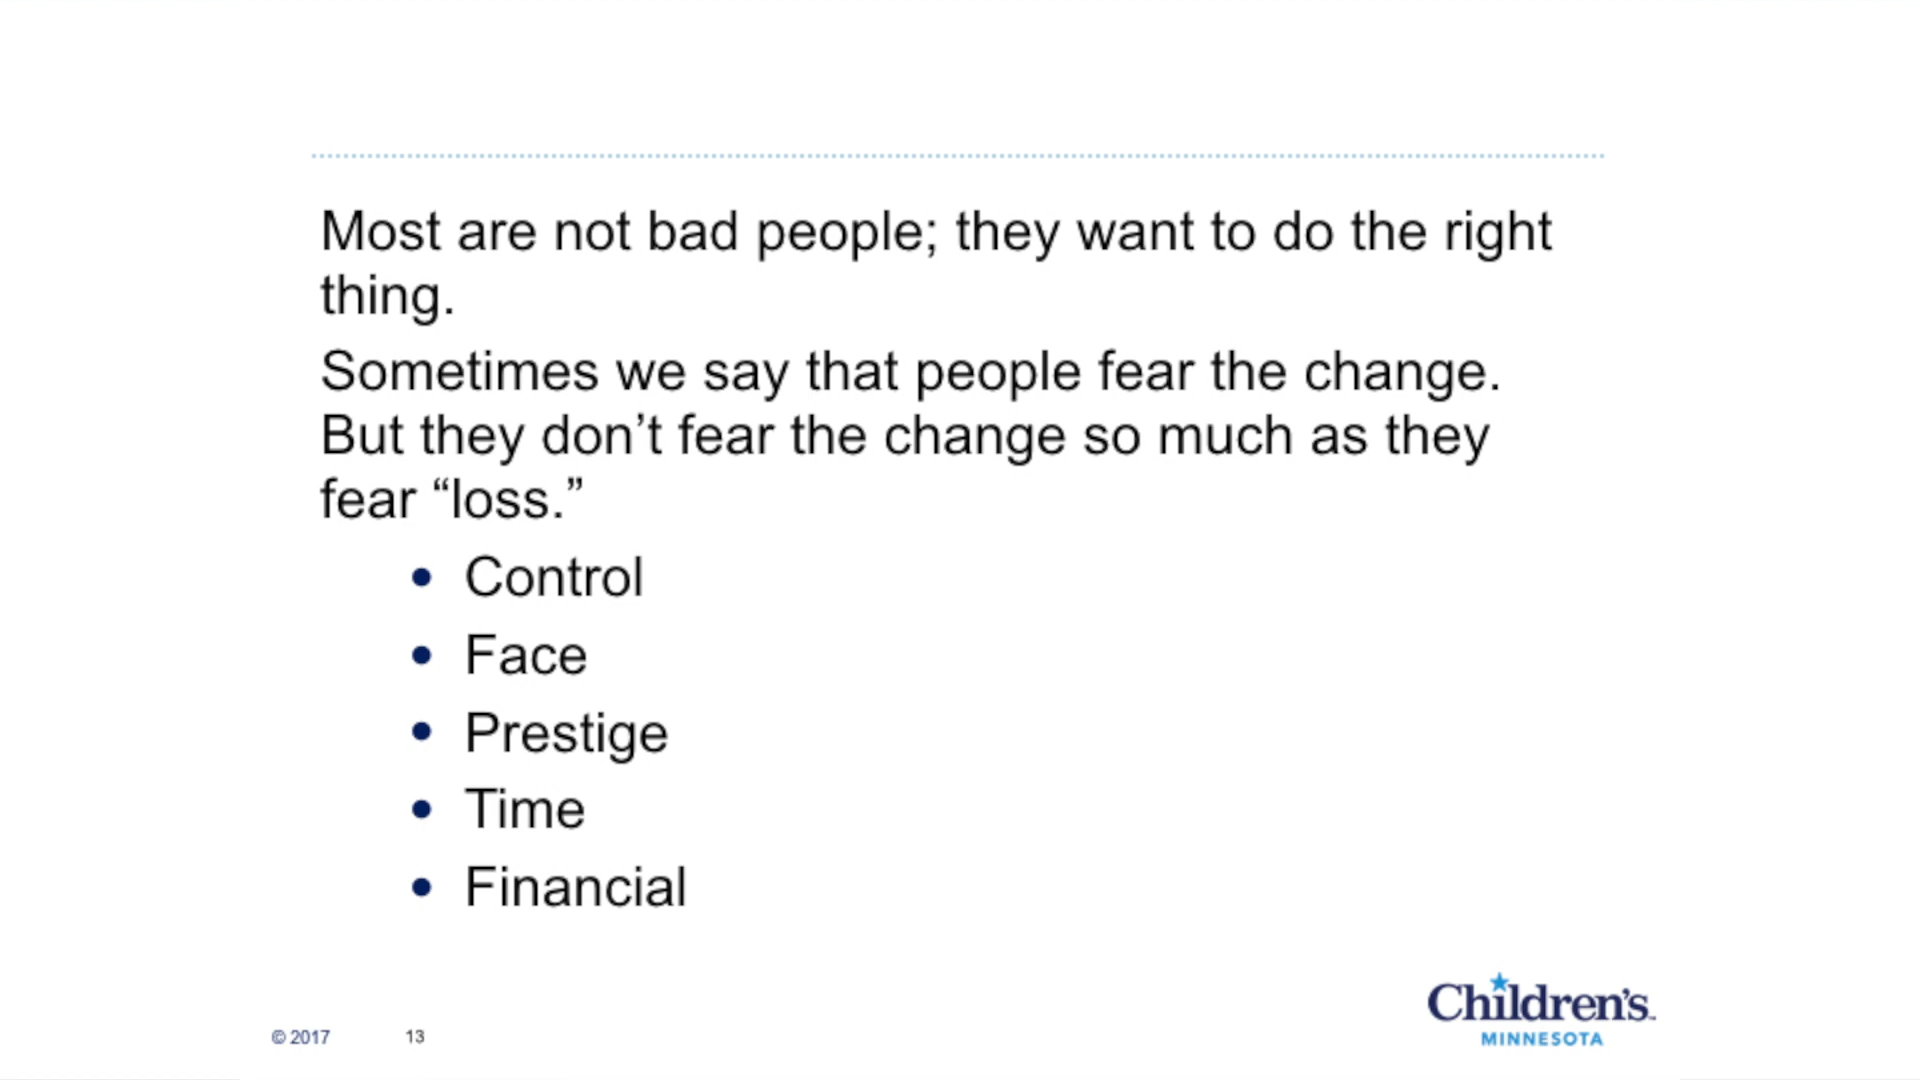 Most are not bad people; they want to do the right
thing.
Sometimes we say that people fear the change.
But they don’t fear the change so much as they
fear “loss.”
• Control
• Face
• Prestige
• Time
• Financial
© 2017 13
Children's™
MINNESOTA